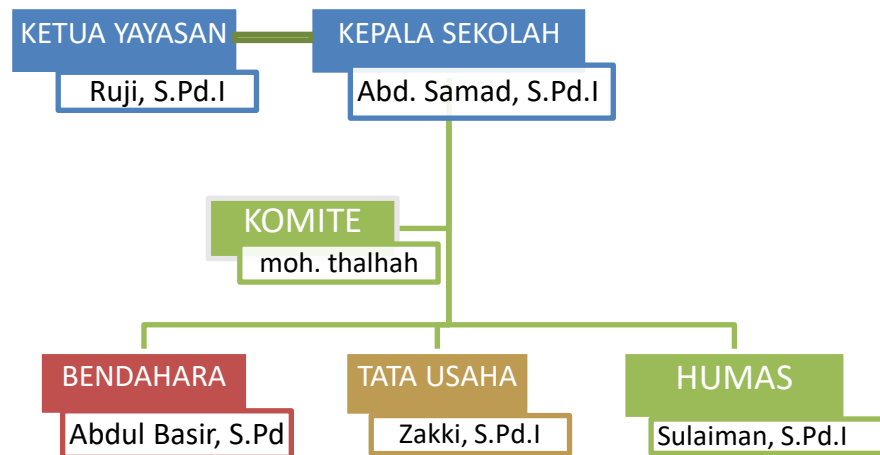 KETUA YAYASAN
Ruji, S.Pd.I
KEPALA SEKOLAH
Abd. Samad, S.Pd.I
KOMITE
moh. thalhah
BENDAHARA
Abdul Basir, S.Pd
TATA USAHA
Zakki, S.Pd.I
HUMAS
Sulaiman, S.Pd.I